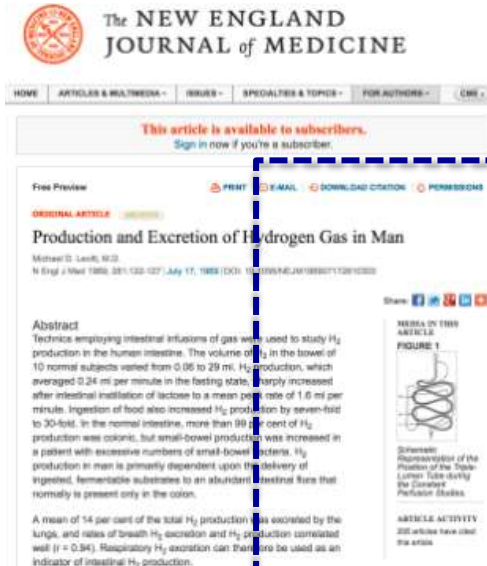 The NEW ENGLAND
JOURNAL of MEDICINE
HOME ARTICLES & MULTIMEDIA ISSUES SPECIALTIES & TOPICS FOR AUTHORS CME
This article is available to subscribers.
Sign in now if you're a subscriber.
Free Preview PRINT E-MAIL DOWNLOAD CITATION PERMISSIONS
ORIGINAL ARTICLE
Production and Excretion of Hydrogen Gas in Man
Michael D. Levitt, M.D.
N Engl J Med 1969; 281:122-127 July 17, 1969 DOI:
Share:
Abstract
Technics employing intestinal infusions of gas were used to study H2
production in the human intestine. The volume of H2 in the bowel of
10 normal subjects varied from 0.06 to 29 ml. H2 production, which
averaged 0.24 ml per minute in the fasting state, sharply increased
after intestinal instillation of lactose to a mean peak rate of 1.6 ml per
minute. Ingestion of food also increased H2 production by seven-fold
to 30-fold. In the normal intestine, more than 99 per cent of H2
production was colonic, but small-bowel production was increased in
a patient with excessive numbers of small-bowel bacteria. H2
production in man is primarily dependent upon the delivery of
ingested, fermentable substrates to an abundant intestinal flora that
normally is present only in the colon.
A mean of 14 per cent of the total H2 production was excreted by the
lungs, and rates of breath H2 excretion and H2 production correlated
well (r = 0.94). Respiratory H2 excretion can therefore be used as an
indicator of intestinal H2 production.
MEDIA IN THIS
ARTICLE
FIGURE 1
Schematic
Representation of the
Position of the Triple-
Lumen Tube during
the Constant
Perfusion Studies.
ARTICLE ACTIVITY
articles have cited
this article